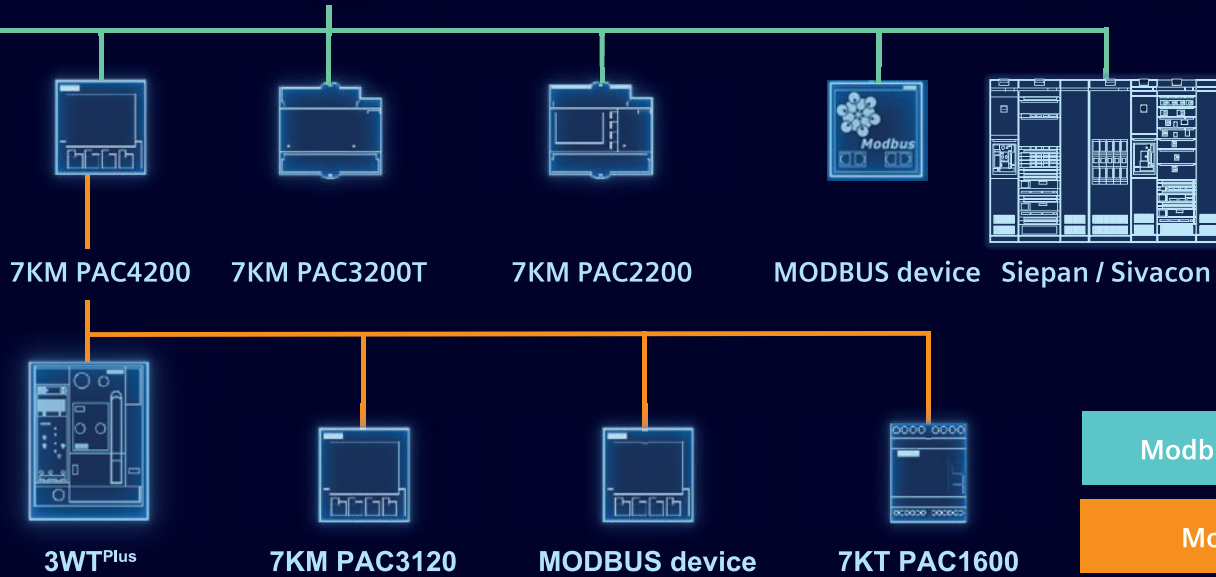 Modbus
7KM PAC4200
7KM PAC3200T
7KM PAC2200
MODBUS device
Siepan / Sivacon
3WTPlus
7KM PAC3120
MODBUS device
7KT PAC1600
Modb
Mo